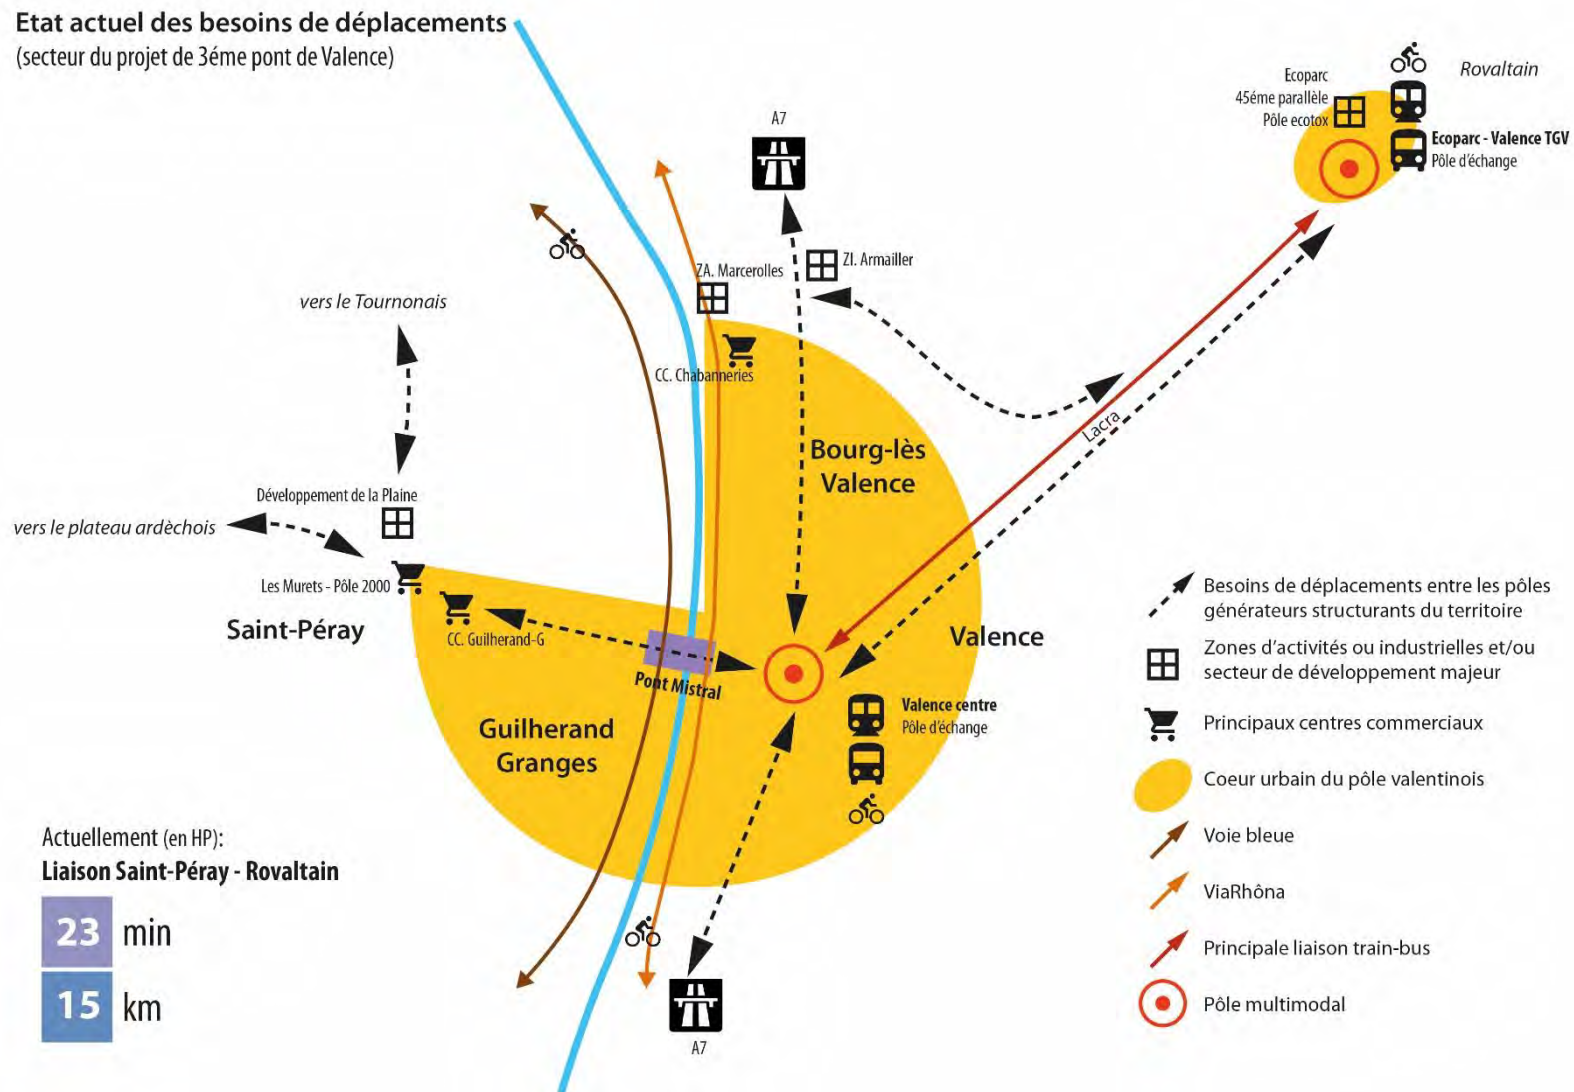 Etat actuel des besoins de déplacements
(secteur du projet de 3éme pont de Valence)
A7
Ecoparc
45éme parallèle
Pôle ecotox
Rovaltain
Ecoparc - Valence TGV
Pôle d'échange
ZA. Marcerolles
ZI. Armailler
vers le Tournonais
CC. Chabanneries
Lacra
Bourg-lès
Valence
Développement de la Plaine
vers le plateau ardèchois
Les Murets - Pôle 2000
Saint-Péray
CC. Guilherand-G
Pont Mistral
Valence
Valence centre
Pôle d'échange
Guilherand
Granges
A7
Actuellement (en HP):
Liaison Saint-Péray - Rovaltain
23 min
15 km
Besoins de déplacements entre les pôles
générateurs structurants du territoire
Zones d'activités ou industrielles et/ou
secteur de développement majeur
Principaux centres commerciaux
Coeur urbain du pôle valentinois
Voie bleue
ViaRhôna
Principale liaison train-bus
Pôle multimodal